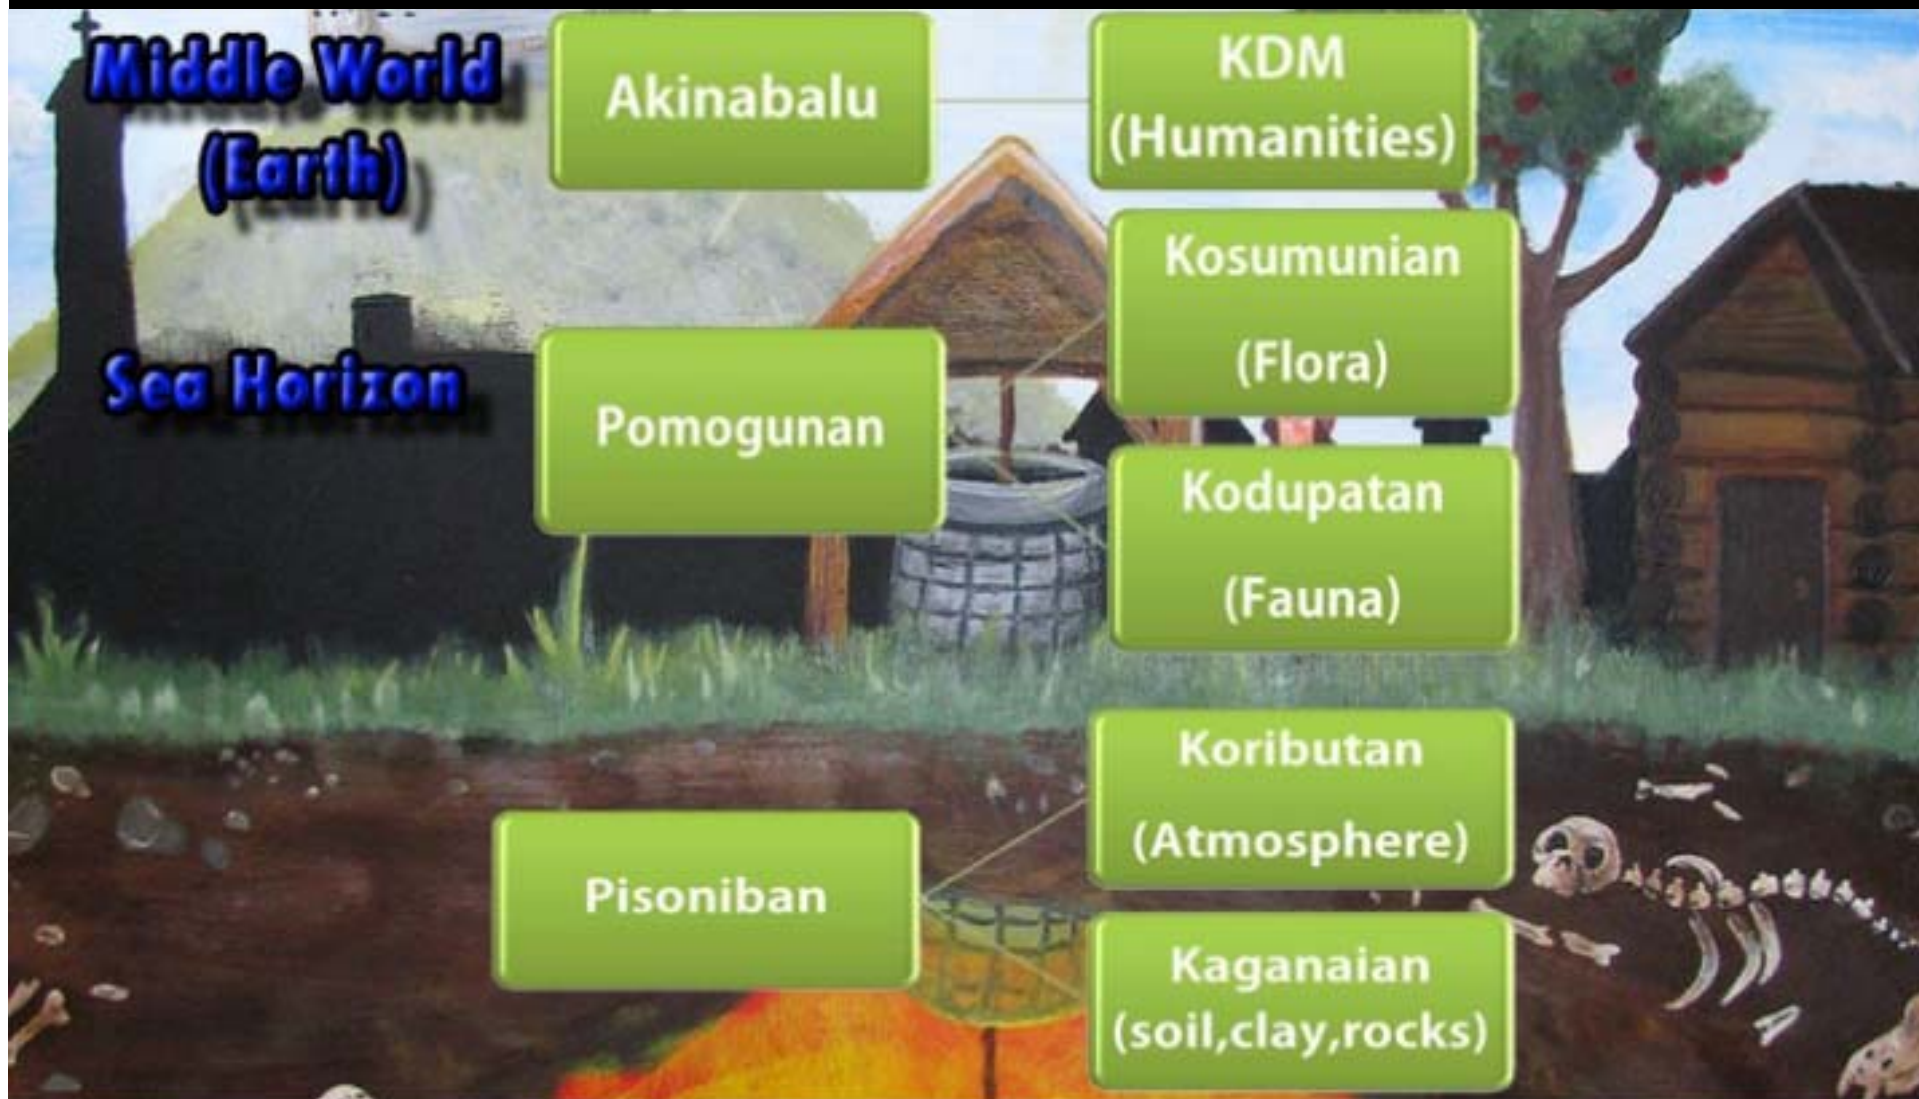 Middle World
(Earth)
Akinabalu
KDM
(Humanities)
Sea Horizon
Pomogunan
Kosumunian
(Flora)
Kodupatan
(Fauna)
Pisoniban
Koributan
(Atmosphere)
Kaganaian
(soil,clay,rocks)